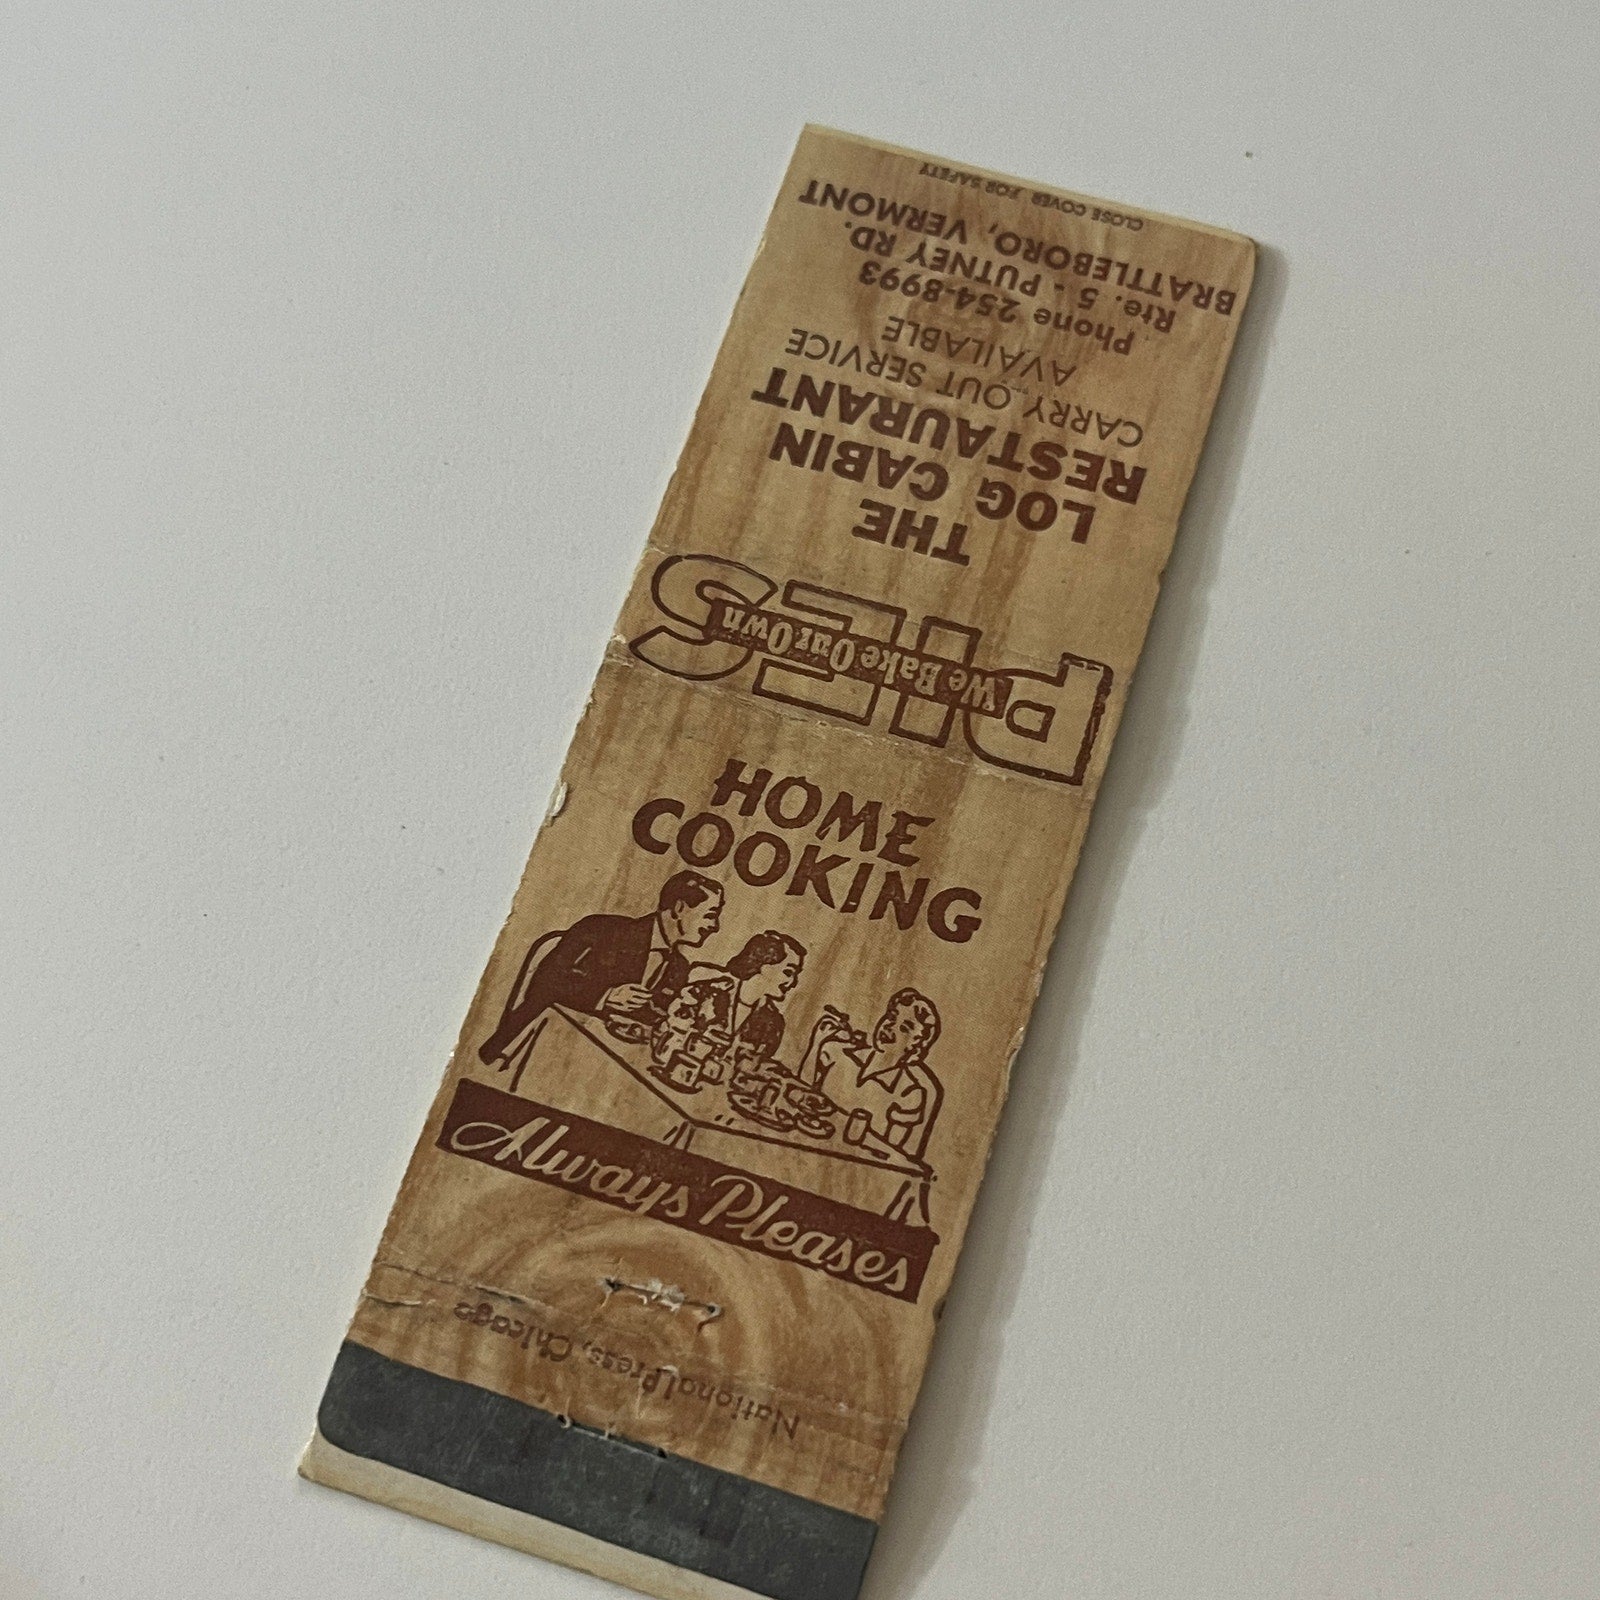 HOME
COOKING
Always Pleases
We Bake Our Own
PIES
THE
LOG CABIN
RESTAURANT
CARRY OUT SERVICE
AVAILABLE
Phone 254-8993
Rte. 5 - PUTNEY RD.
BRATTLEBORO, VERMONT
CLOSE COVER FOR SAFETY
National Press, Chicago